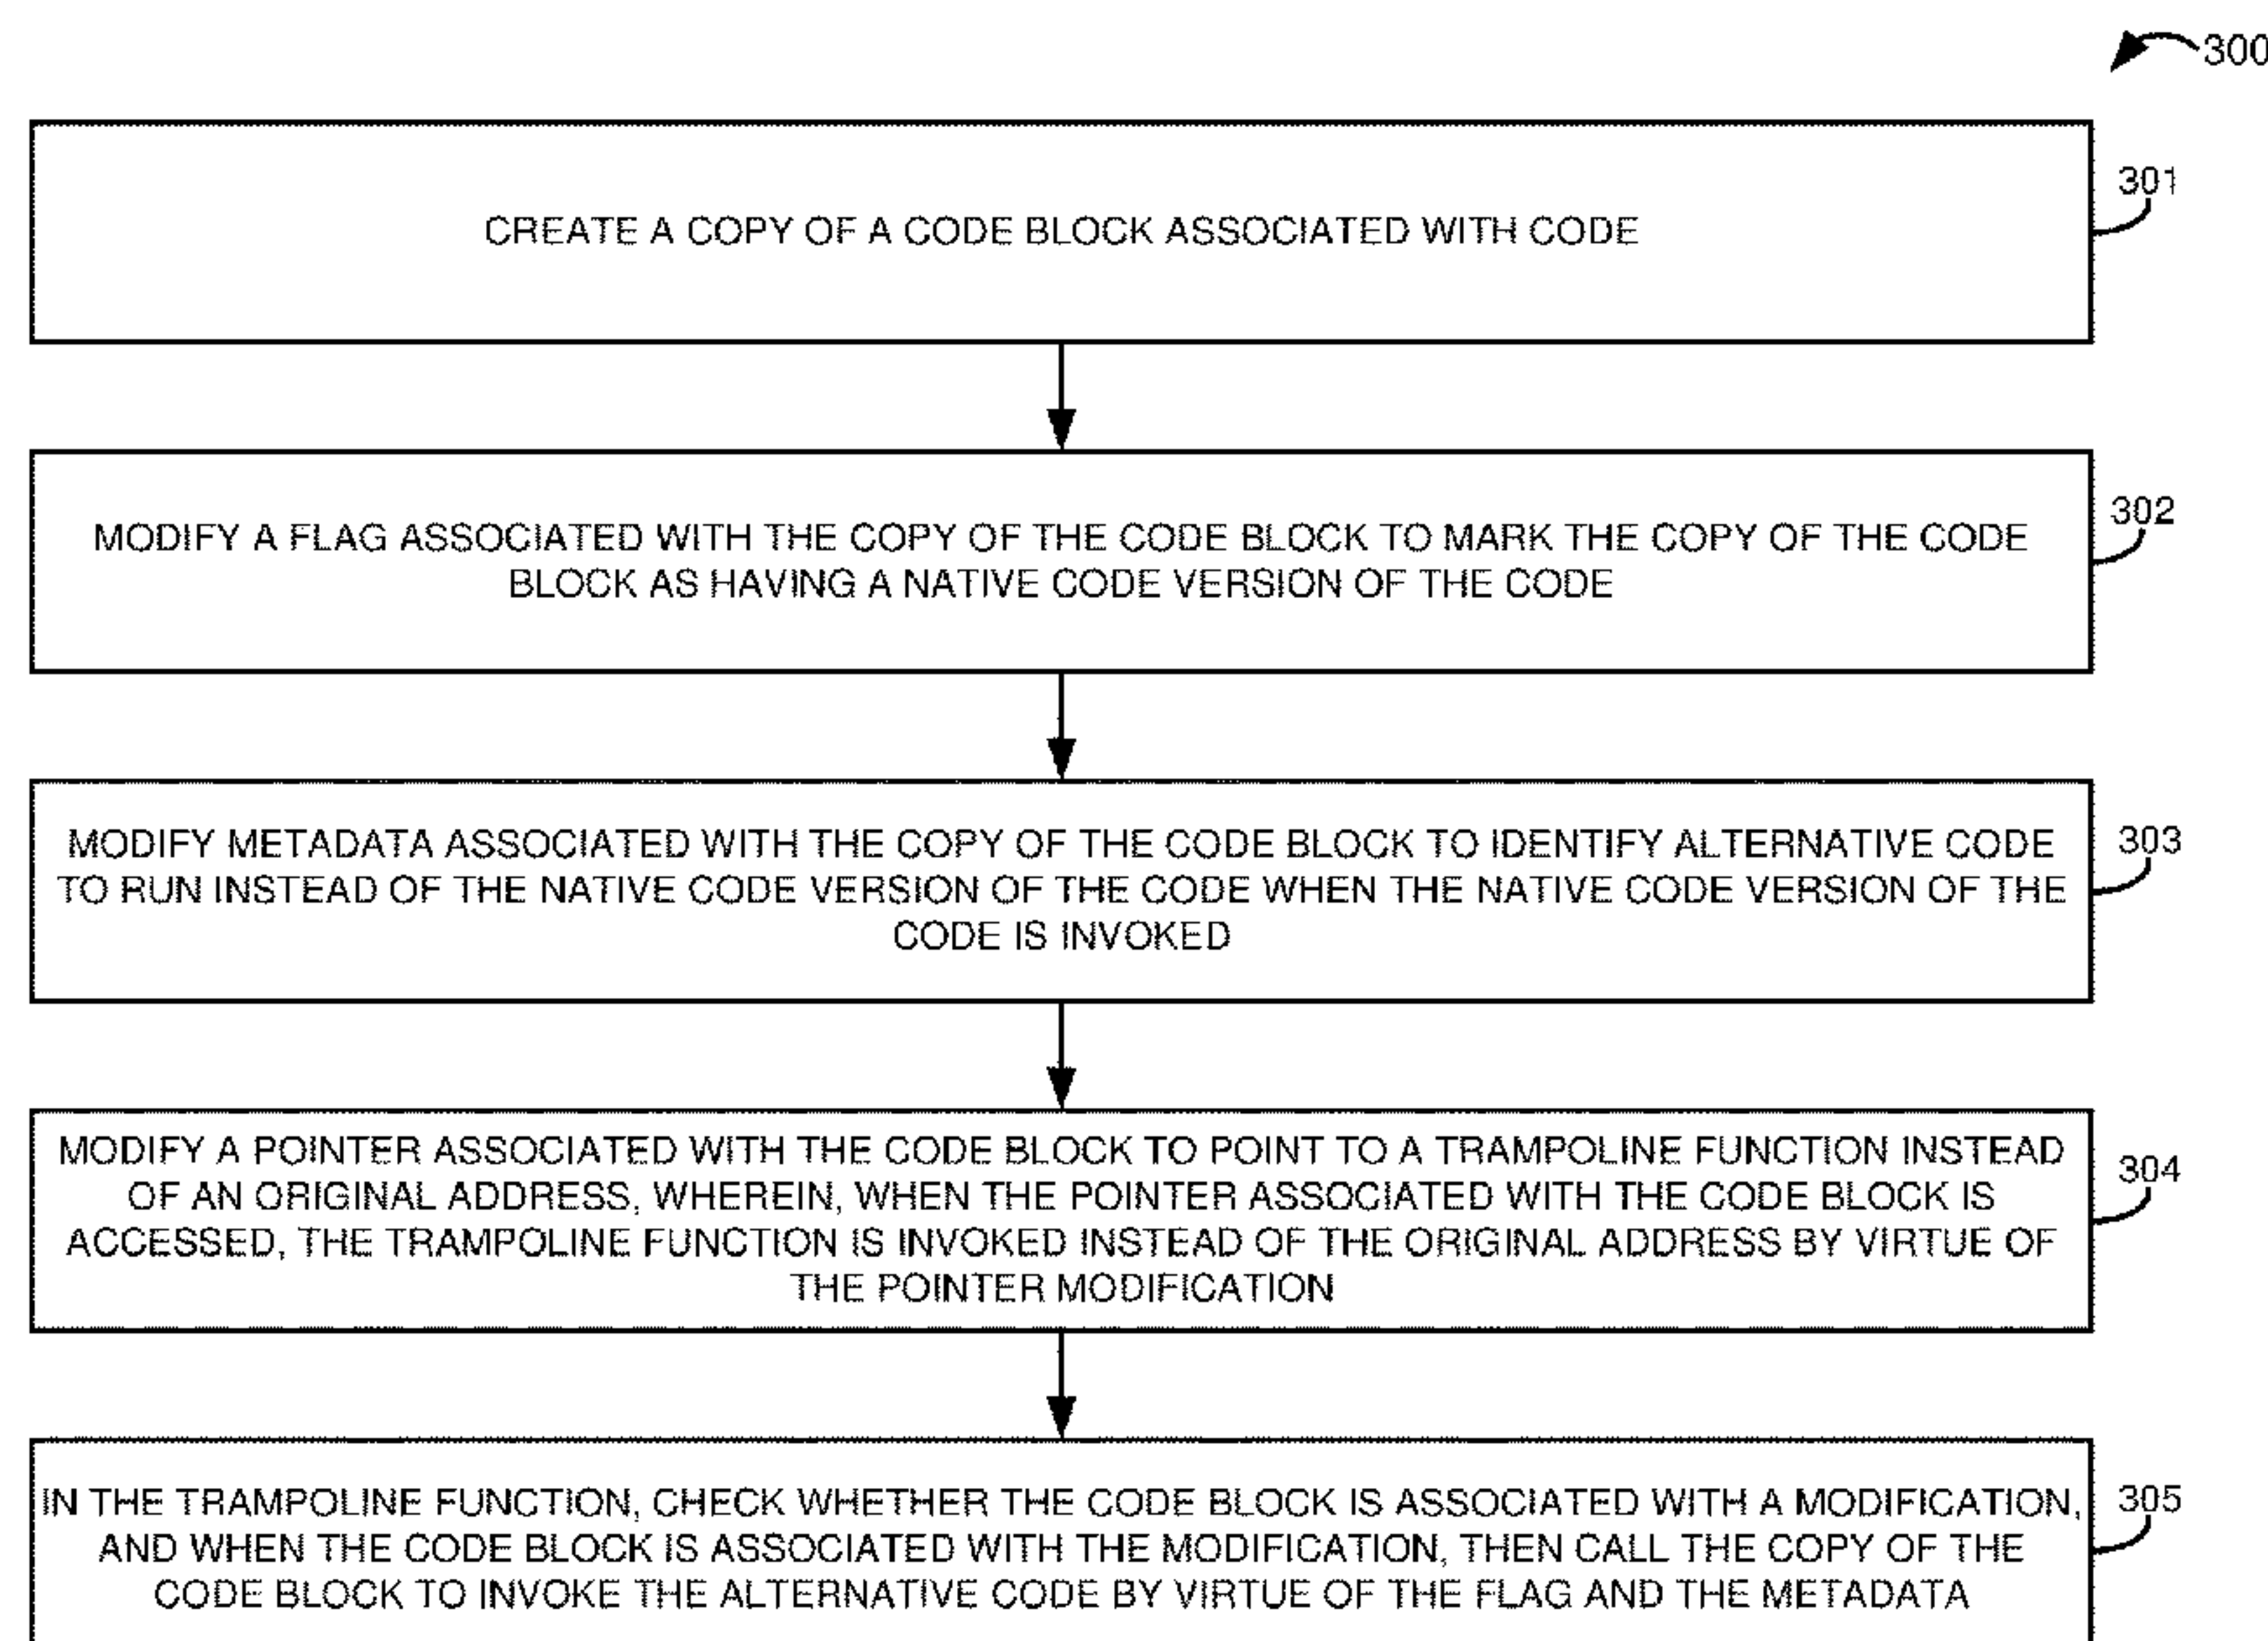 300
301
CREATE A COPY OF A CODE BLOCK ASSOCIATED WITH CODE
302
MODIFY A FLAG ASSOCIATED WITH THE COPY OF THE CODE BLOCK TO MARK THE COPY OF THE CODE
BLOCK AS HAVING A NATIVE CODE VERSION OF THE CODE
303
MODIFY METADATA ASSOCIATED WITH THE COPY OF THE CODE BLOCK TO IDENTIFY ALTERNATIVE CODE
TO RUN INSTEAD OF THE NATIVE CODE VERSION OF THE CODE WHEN THE NATIVE CODE VERSION OF THE
CODE IS INVOKED
304
MODIFY A POINTER ASSOCIATED WITH THE CODE BLOCK TO POINT TO A TRAMPOLINE FUNCTION INSTEAD
OF AN ORIGINAL ADDRESS, WHEREIN, WHEN THE POINTER ASSOCIATED WITH THE CODE BLOCK IS
ACCESSED, THE TRAMPOLINE FUNCTION IS INVOKED INSTEAD OF THE ORIGINAL ADDRESS BY VIRTUE OF
THE POINTER MODIFICATION
305
IN THE TRAMPOLINE FUNCTION, CHECK WHETHER THE CODE BLOCK IS ASSOCIATED WITH A MODIFICATION,
AND WHEN THE CODE BLOCK IS ASSOCIATED WITH THE MODIFICATION, THEN CALL THE COPY OF THE
CODE BLOCK TO INVOKE THE ALTERNATIVE CODE BY VIRTUE OF THE FLAG AND THE METADATA